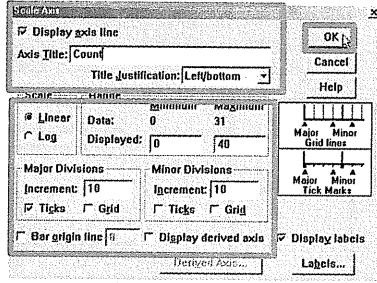 Scale Axis
Display axis line
OK
Axis Title: Count
Cancel
Title Justification: Left/bottom
Help
Scale Range
Minimum Maximum
Linear Data: 0 31
Log Displayed: 0 40
Major Minor
Grid lines
Major Divisions Minor Divisions
Increment: 10 Increment: 10
Major Minor
Tick Marks
Ticks Grid Ticks Grid
Bar origin line 0 Display derived axis Display labels
Derived Axis... Labels...